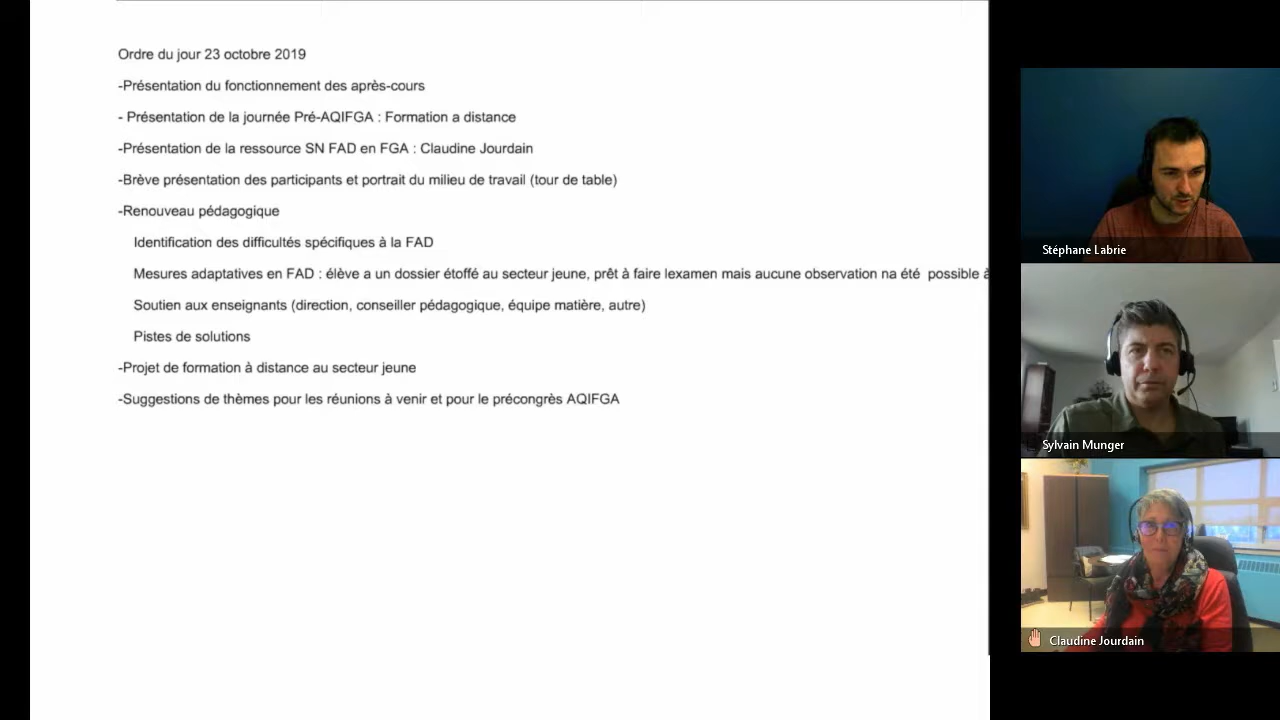 Ordre du jour 23 octobre 2019
-Présentation du fonctionnement des après-cours
- Présentation de la journée Pré-AQIFGA : Formation a distance
-Présentation de la ressource SN FAD en FGA : Claudine Jourdain
-Brève présentation des participants et portrait du milieu de travail (tour de table)
-Renouveau pédagogique
Identification des difficultés spécifiques à la FAD
Mesures adaptatives en FAD : élève a un dossier étoffé au secteur jeune, prêt à faire lexamen mais aucune observation na été possible à
Soutien aux enseignants (direction, conseiller pédagogique, équipe matière, autre)
Pistes de solutions
-Projet de formation à distance au secteur jeune
-Suggestions de thèmes pour les réunions à venir et pour le précongrès AQIFGA
Stéphane Labrie
Sylvain Munger
Claudine Jourdain